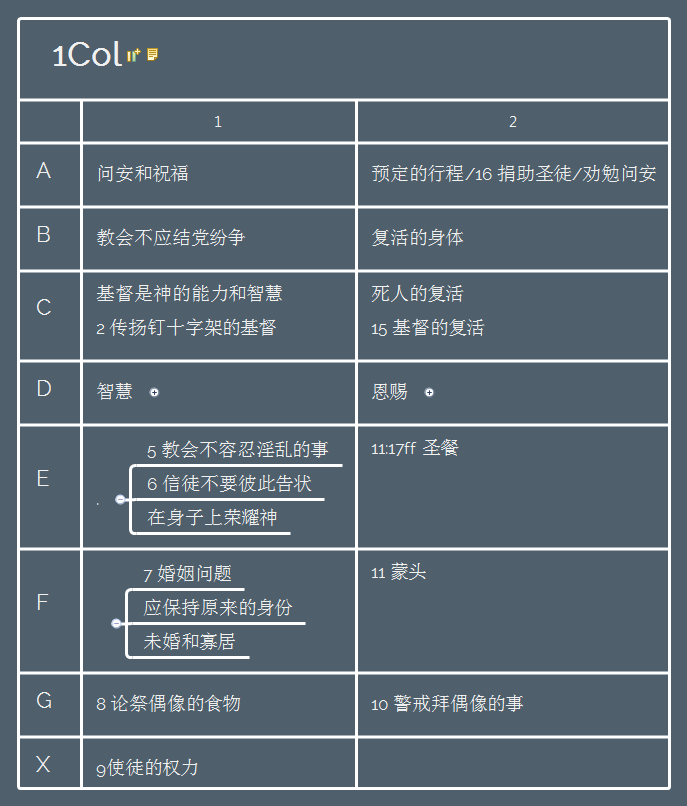 1Col
1 2
A 问安和祝福 预定的行程/16 捐助圣徒/劝勉问安
B 教会不应结党纷争 复活的身体
C 基督是神的能力和智慧 死人的复活
2 传扬钉十字架的基督 15 基督的复活
D 智慧 恩赐
E 5 教会不容忍淫乱的事 11:17ff 圣餐
. 6 信徒不要彼此告状
在身子上荣耀神
F 7 婚姻问题 11 蒙头
应保持原来的身份
未婚和寡居
G 8 论祭偶像的食物 10 警戒拜偶像的事
X 9使徒的权力